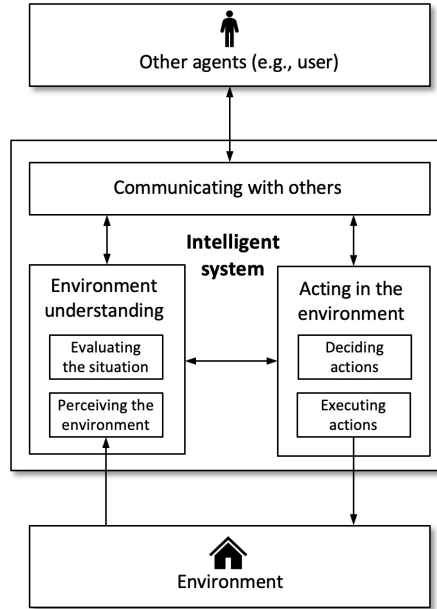 Other agents (e.g., user)
Communicating with others
Intelligent
system
Environment
understanding
Evaluating
the situation
Perceiving the
environment
Acting in the
environment
Deciding
actions
Executing
actions
Environment